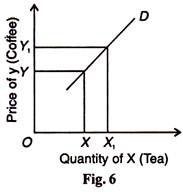 D
Y₁
Y
Price of y (Coffee)
O
X
X₁
Quantity of X (Tea)
Fig. 6